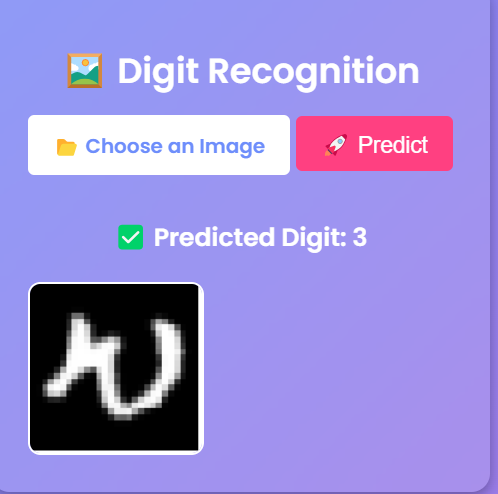 Digit Recognition
Choose an Image
Predict
Predicted Digit: 3